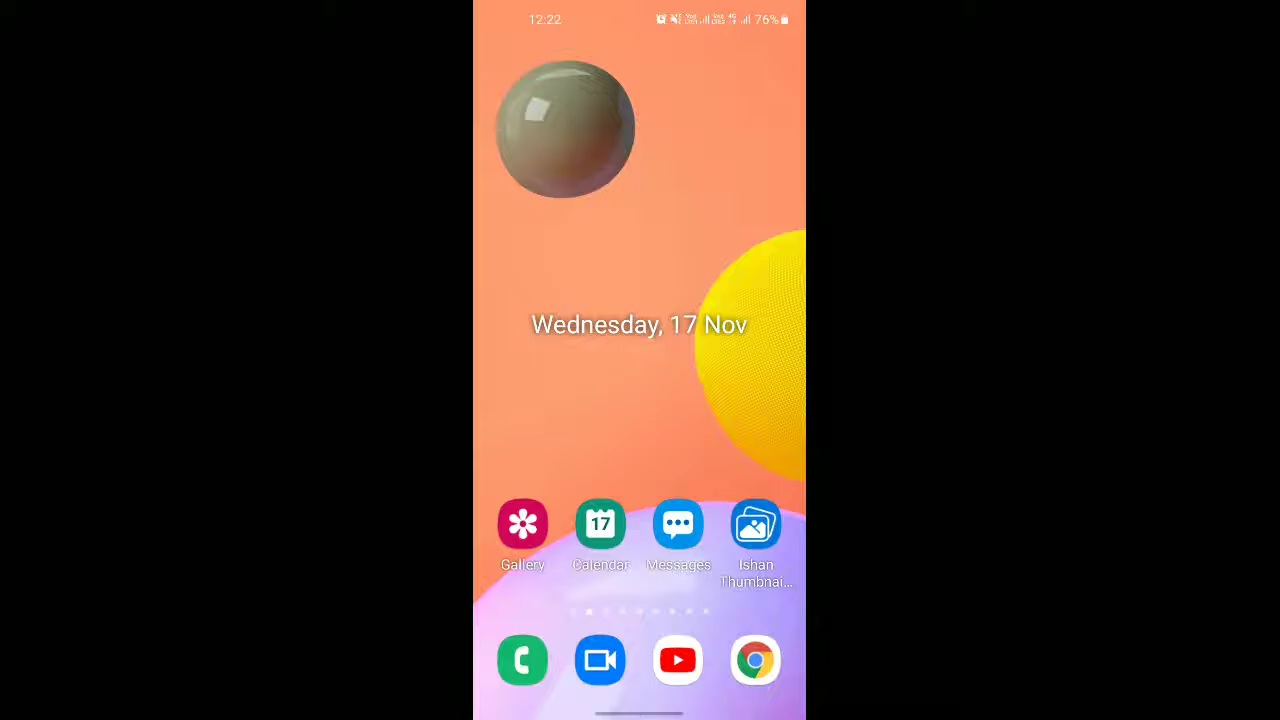 12:22 76%
Wednesday, 17 Nov
17
Gallery Calendar Messages Ishan
Thumbnai...